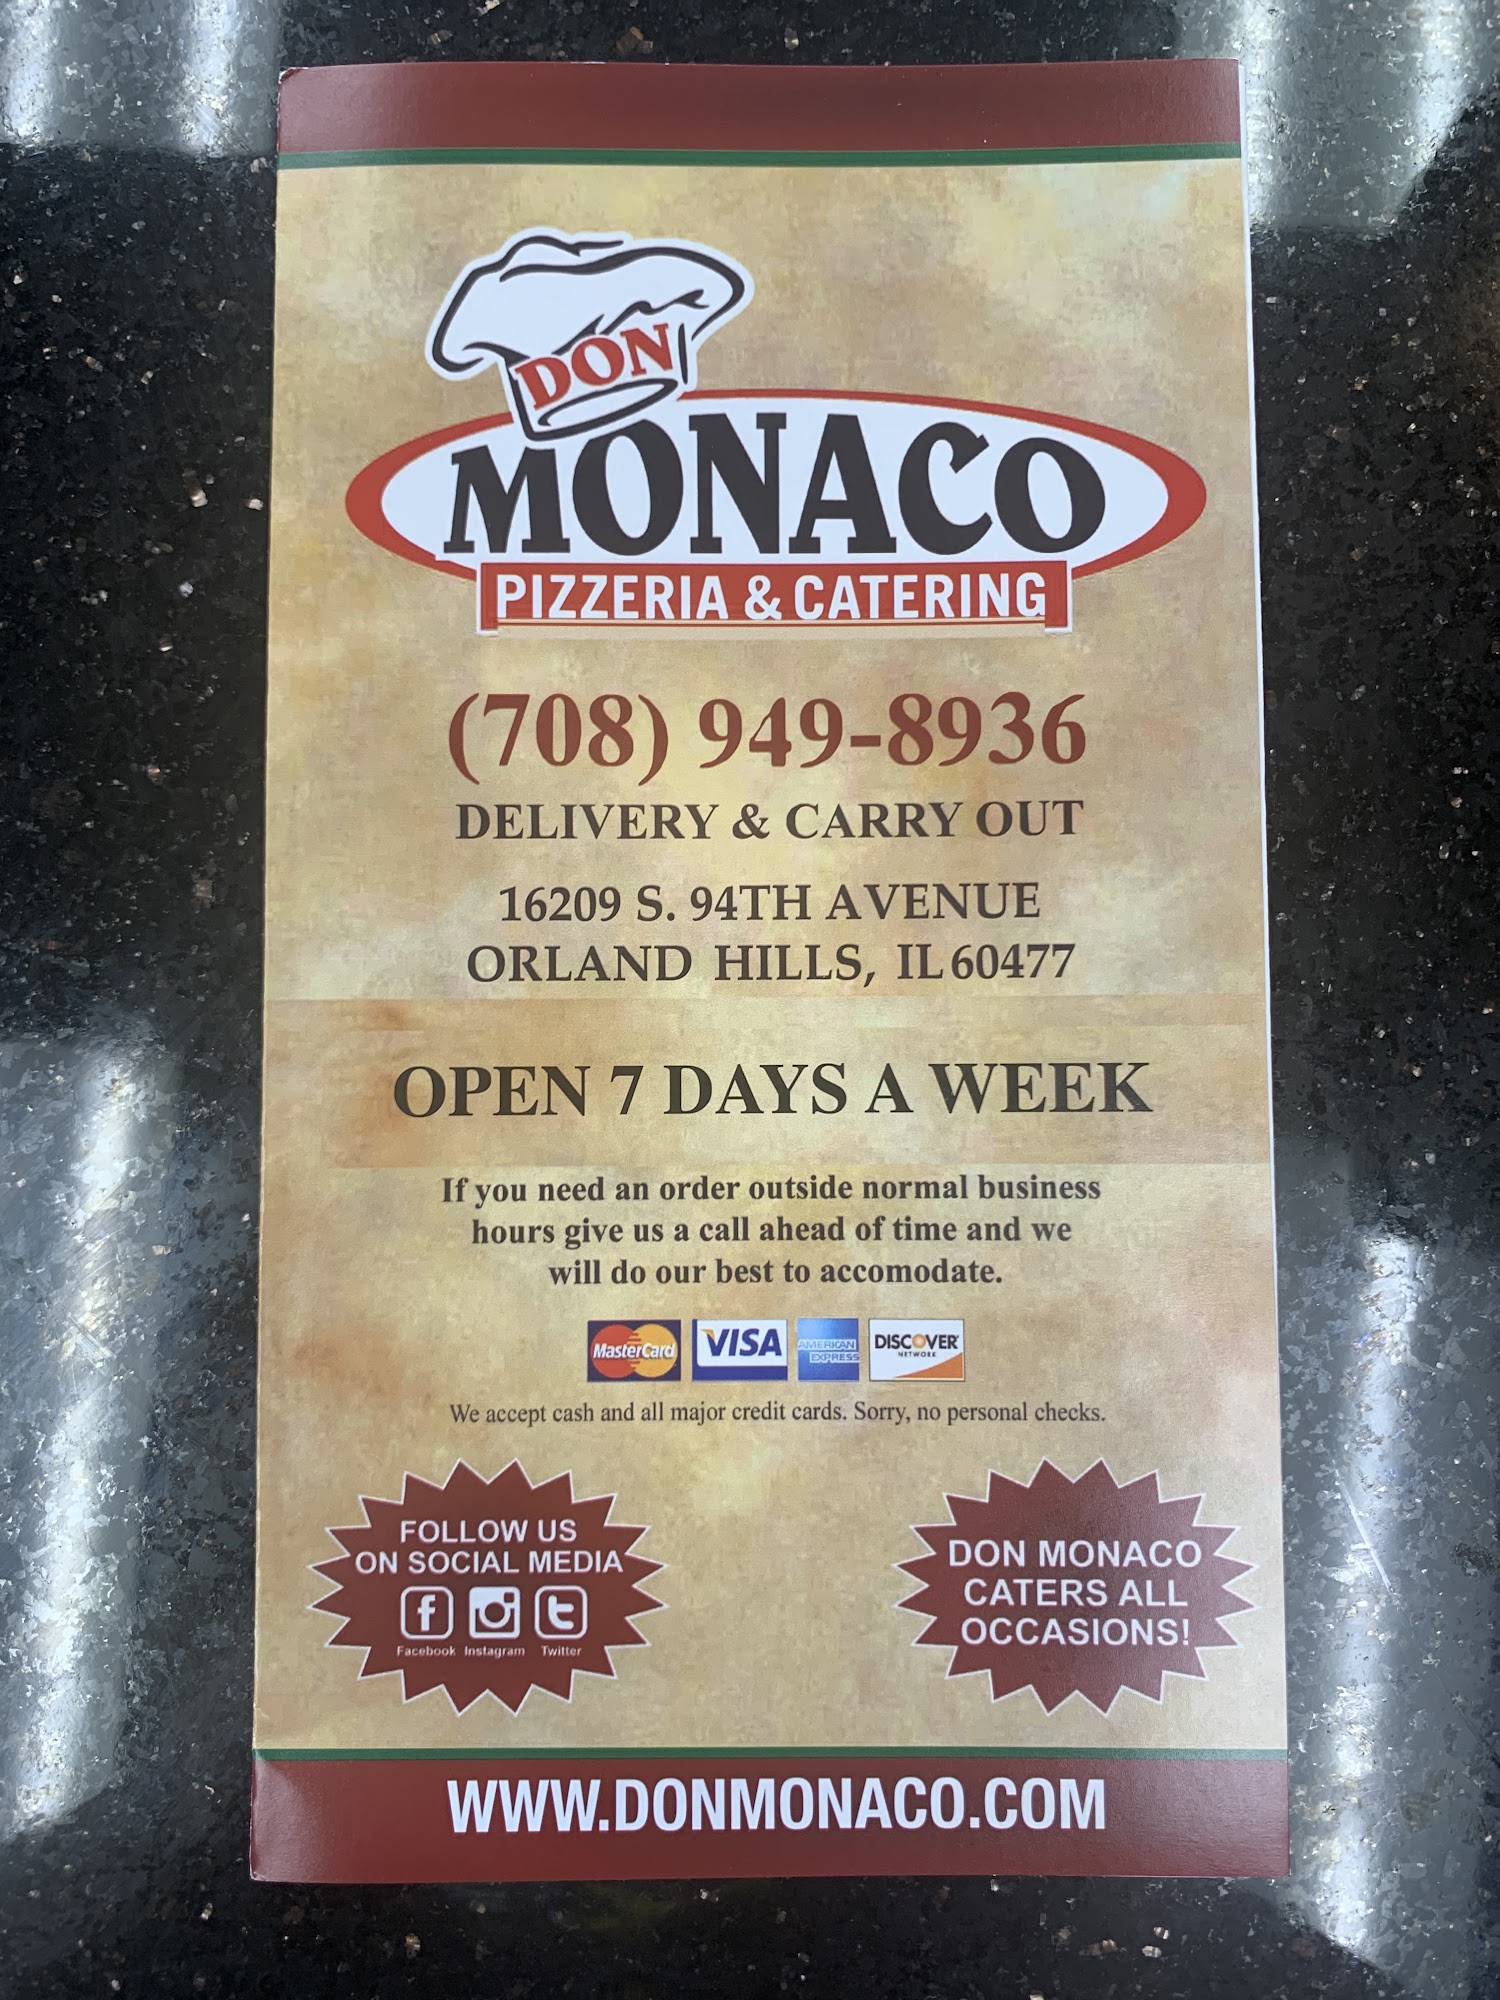 DON
MONACO
PIZZERIA & CATERING
(708) 949-8936
DELIVERY & CARRY OUT
16209 S. 94TH AVENUE
ORLAND HILLS, IL 60477
OPEN 7 DAYS A WEEK
If you need an order outside normal business
hours give us a call ahead of time and we
will do our best to accomodate.
MasterCard VISA AMERICAN EXPRESS DISCOVER NETWORK
We accept cash and all major credit cards. Sorry, no personal checks.
FOLLOW US
ON SOCIAL MEDIA
f t
Facebook Instagram Twitter
DON MONACO
CATERS ALL
OCCASIONS!
WWW.DONMONACO.COM